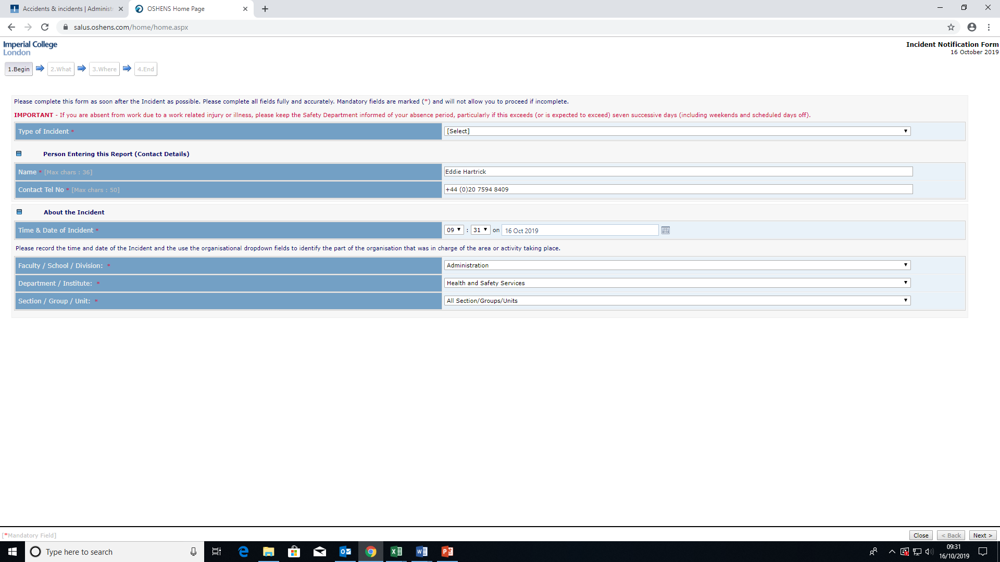 Accidents & incidents | Administr
OSHENS Home Page
salus.oshens.com/home/home.aspx
Imperial College
London
Incident Notification Form
16 October 2019
1.Begin
2.What
3.Where
4.End
Please complete this form as soon after the Incident as possible. Please complete all fields fully and accurately. Mandatory fields are marked (*) and will not allow you to proceed if incomplete.
IMPORTANT - If you are absent from work due to a work related injury or illness, please keep the Safety Department informed of your absence period, particularly if this exceeds (or is expected to exceed) seven successive days (including weekends and scheduled days off).
Type of Incident * [Select]
Person Entering this Report (Contact Details)
Name * [Max chars : 36] Eddie Hartrick
Contact Tel No * [Max chars : 50] +44 (0)20 7594 8409
About the Incident
Time & Date of Incident * 09 : 31 on 16 Oct 2019
Please record the time and date of the Incident and the use the organisational dropdown fields to identify the part of the organisation that was in charge of the area or activity taking place.
Faculty / School / Division: * Administration
Department / Institute: * Health and Safety Services
Section / Group / Unit: * All Section/Groups/Units
[*Mandatory Field]
Close
< Back
Next >
Type here to search
09:31
16/10/2019